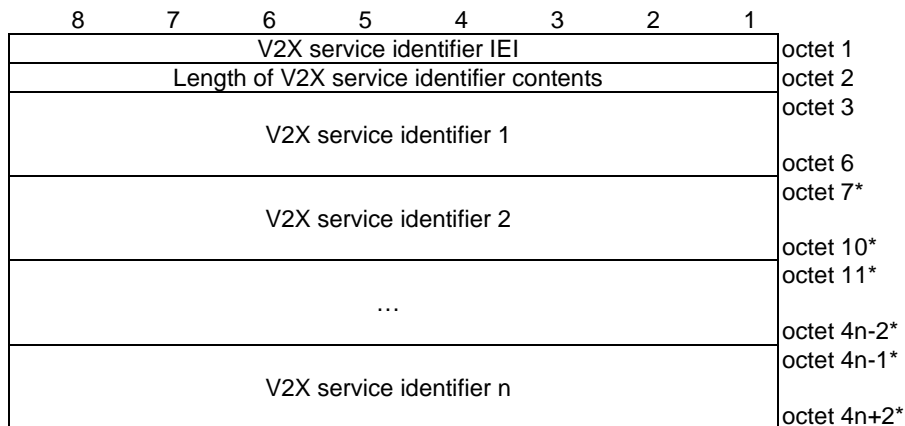 8 7 6 5 4 3 2 1
V2X service identifier IEI octet 1
Length of V2X service identifier contents octet 2
octet 3
V2X service identifier 1
octet 6
octet 7*
V2X service identifier 2
octet 10*
octet 11*
…
octet 4n-2*
octet 4n-1*
V2X service identifier n
octet 4n+2*